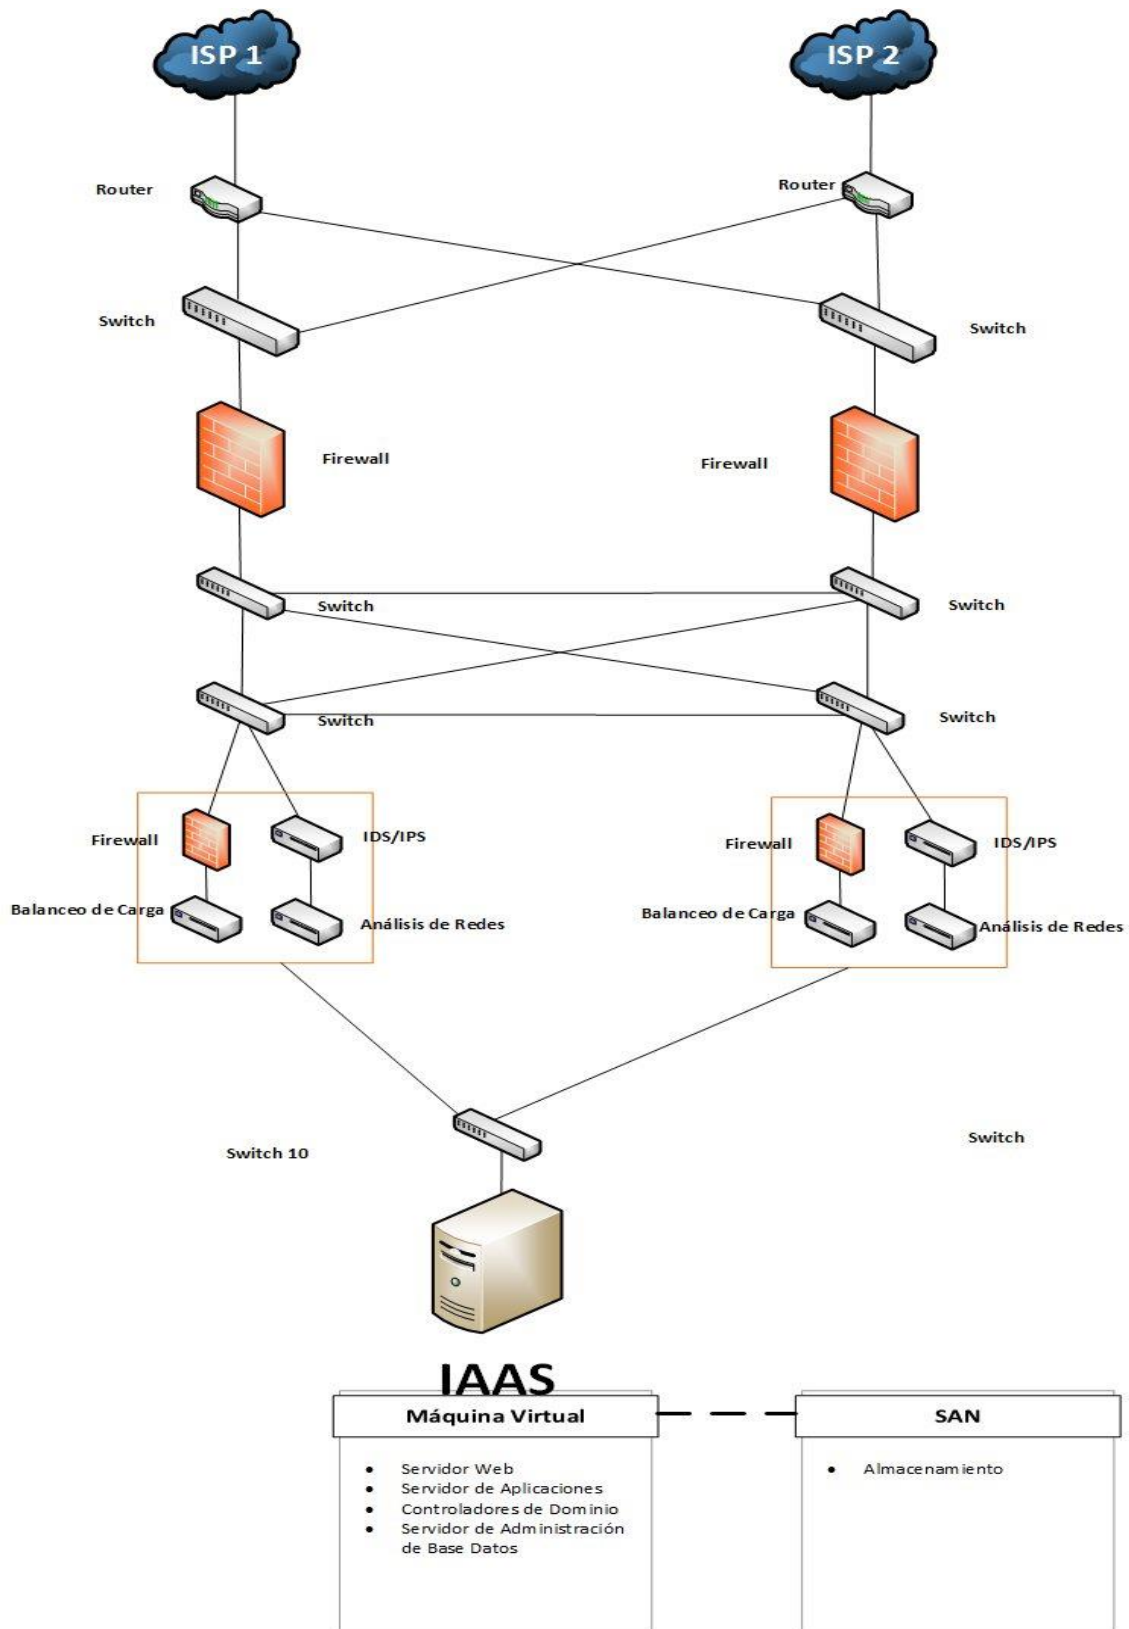 ISP 1
ISP 2
Router
Router
Switch
Switch
Firewall
Firewall
Switch
Switch
Switch
Switch
Firewall
IDS/IPS
Firewall
IDS/IPS
Balanceo de Carga
Análisis de Redes
Balanceo de Carga
Análisis de Redes
Switch 10
Switch
IAAS
Máquina Virtual
SAN
• Servidor Web
• Servidor de Aplicaciones
• Controladores de Dominio
• Servidor de Administración
de Base Datos
• Almacenamiento